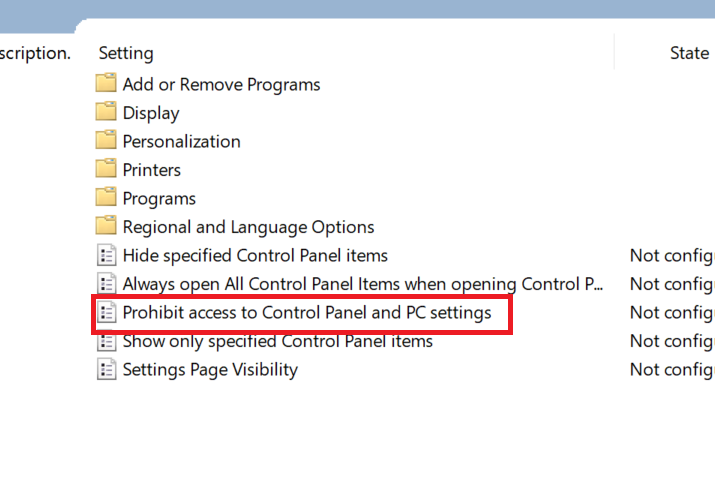 scription. Setting State
Add or Remove Programs
Display
Personalization
Printers
Programs
Regional and Language Options
Hide specified Control Panel items Not config
Always open All Control Panel Items when opening Control P... Not config
Prohibit access to Control Panel and PC settings Not config
Show only specified Control Panel items Not config
Settings Page Visibility Not config